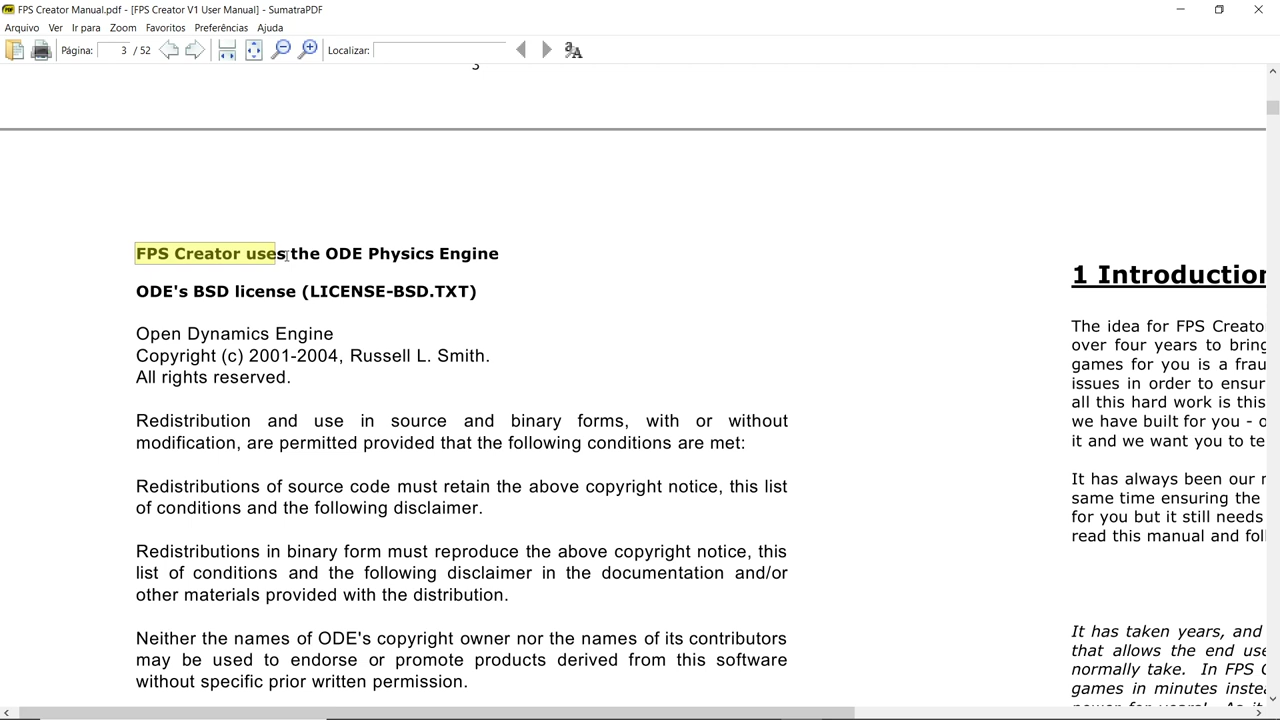 FPS Creator Manual.pdf - [FPS Creator V1 User Manual] - SumatraPDF
Arquivo Ver Ir para Zoom Favoritos Preferências Ajuda
Página: 3 / 52 Localizar:
3
FPS Creator uses the ODE Physics Engine
ODE's BSD license (LICENSE-BSD.TXT)
Open Dynamics Engine
Copyright (c) 2001-2004, Russell L. Smith.
All rights reserved.
Redistribution and use in source and binary forms, with or without
modification, are permitted provided that the following conditions are met:
Redistributions of source code must retain the above copyright notice, this list
of conditions and the following disclaimer.
Redistributions in binary form must reproduce the above copyright notice, this
list of conditions and the following disclaimer in the documentation and/or
other materials provided with the distribution.
Neither the names of ODE's copyright owner nor the names of its contributors
may be used to endorse or promote products derived from this software
without specific prior written permission.
1 Introduction
The idea for FPS Creato
over four years to bring
games for you is a frau
issues in order to ensur
all this hard work is this
we have built for you - o
it and we want you to te
It has always been our r
same time ensuring the
for you but it still needs
read this manual and foll
It has taken years, and
that allows the end use
normally take. In FPS C
games in minutes inste